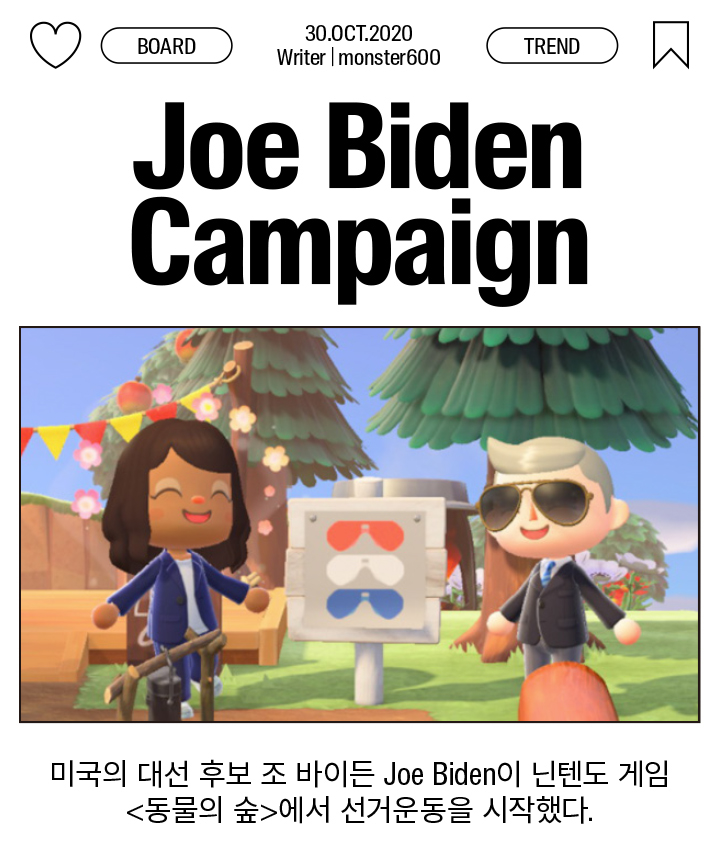 BOARD
30.OCT.2020
Writer | monster600
TREND
Joe Biden
Campaign
미국의 대선 후보 조 바이든 Joe Biden이 닌텐도 게임
<동물의 숲>에서 선거운동을 시작했다.